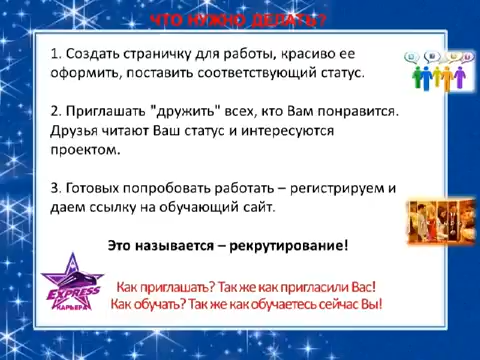 ЧТО НУЖНО ДЕЛАТЬ?
1. Создать страничку для работы, красиво ее
оформить, поставить соответствующий статус.
2. Приглашать "дружить" всех, кто Вам понравится.
Друзья читают Ваш статус и интересуются
проектом.
3. Готовых попробовать работать – регистрируем и
даем ссылку на обучающий сайт.
Это называется – рекрутирование!
EXPRESS
КАРЬЕРА
Как приглашать? Так же как пригласили Вас!
Как обучать? Так же как обучаетесь сейчас Вы!